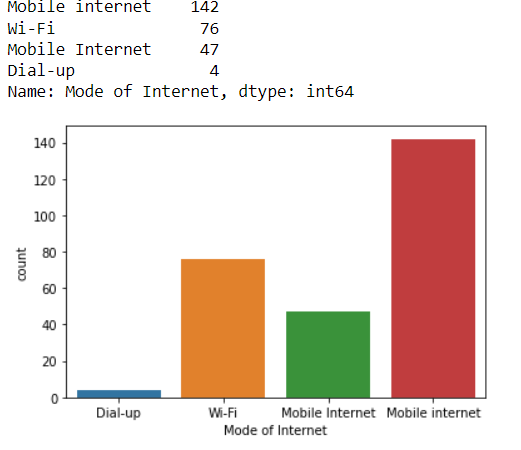 Mobile internet 142
Wi-Fi 76
Mobile Internet 47
Dial-up 4
Name: Mode of Internet, dtype: int64
140
120
100
80
60
40
20
0
count
Dial-up Wi-Fi Mobile Internet Mobile internet
Mode of Internet